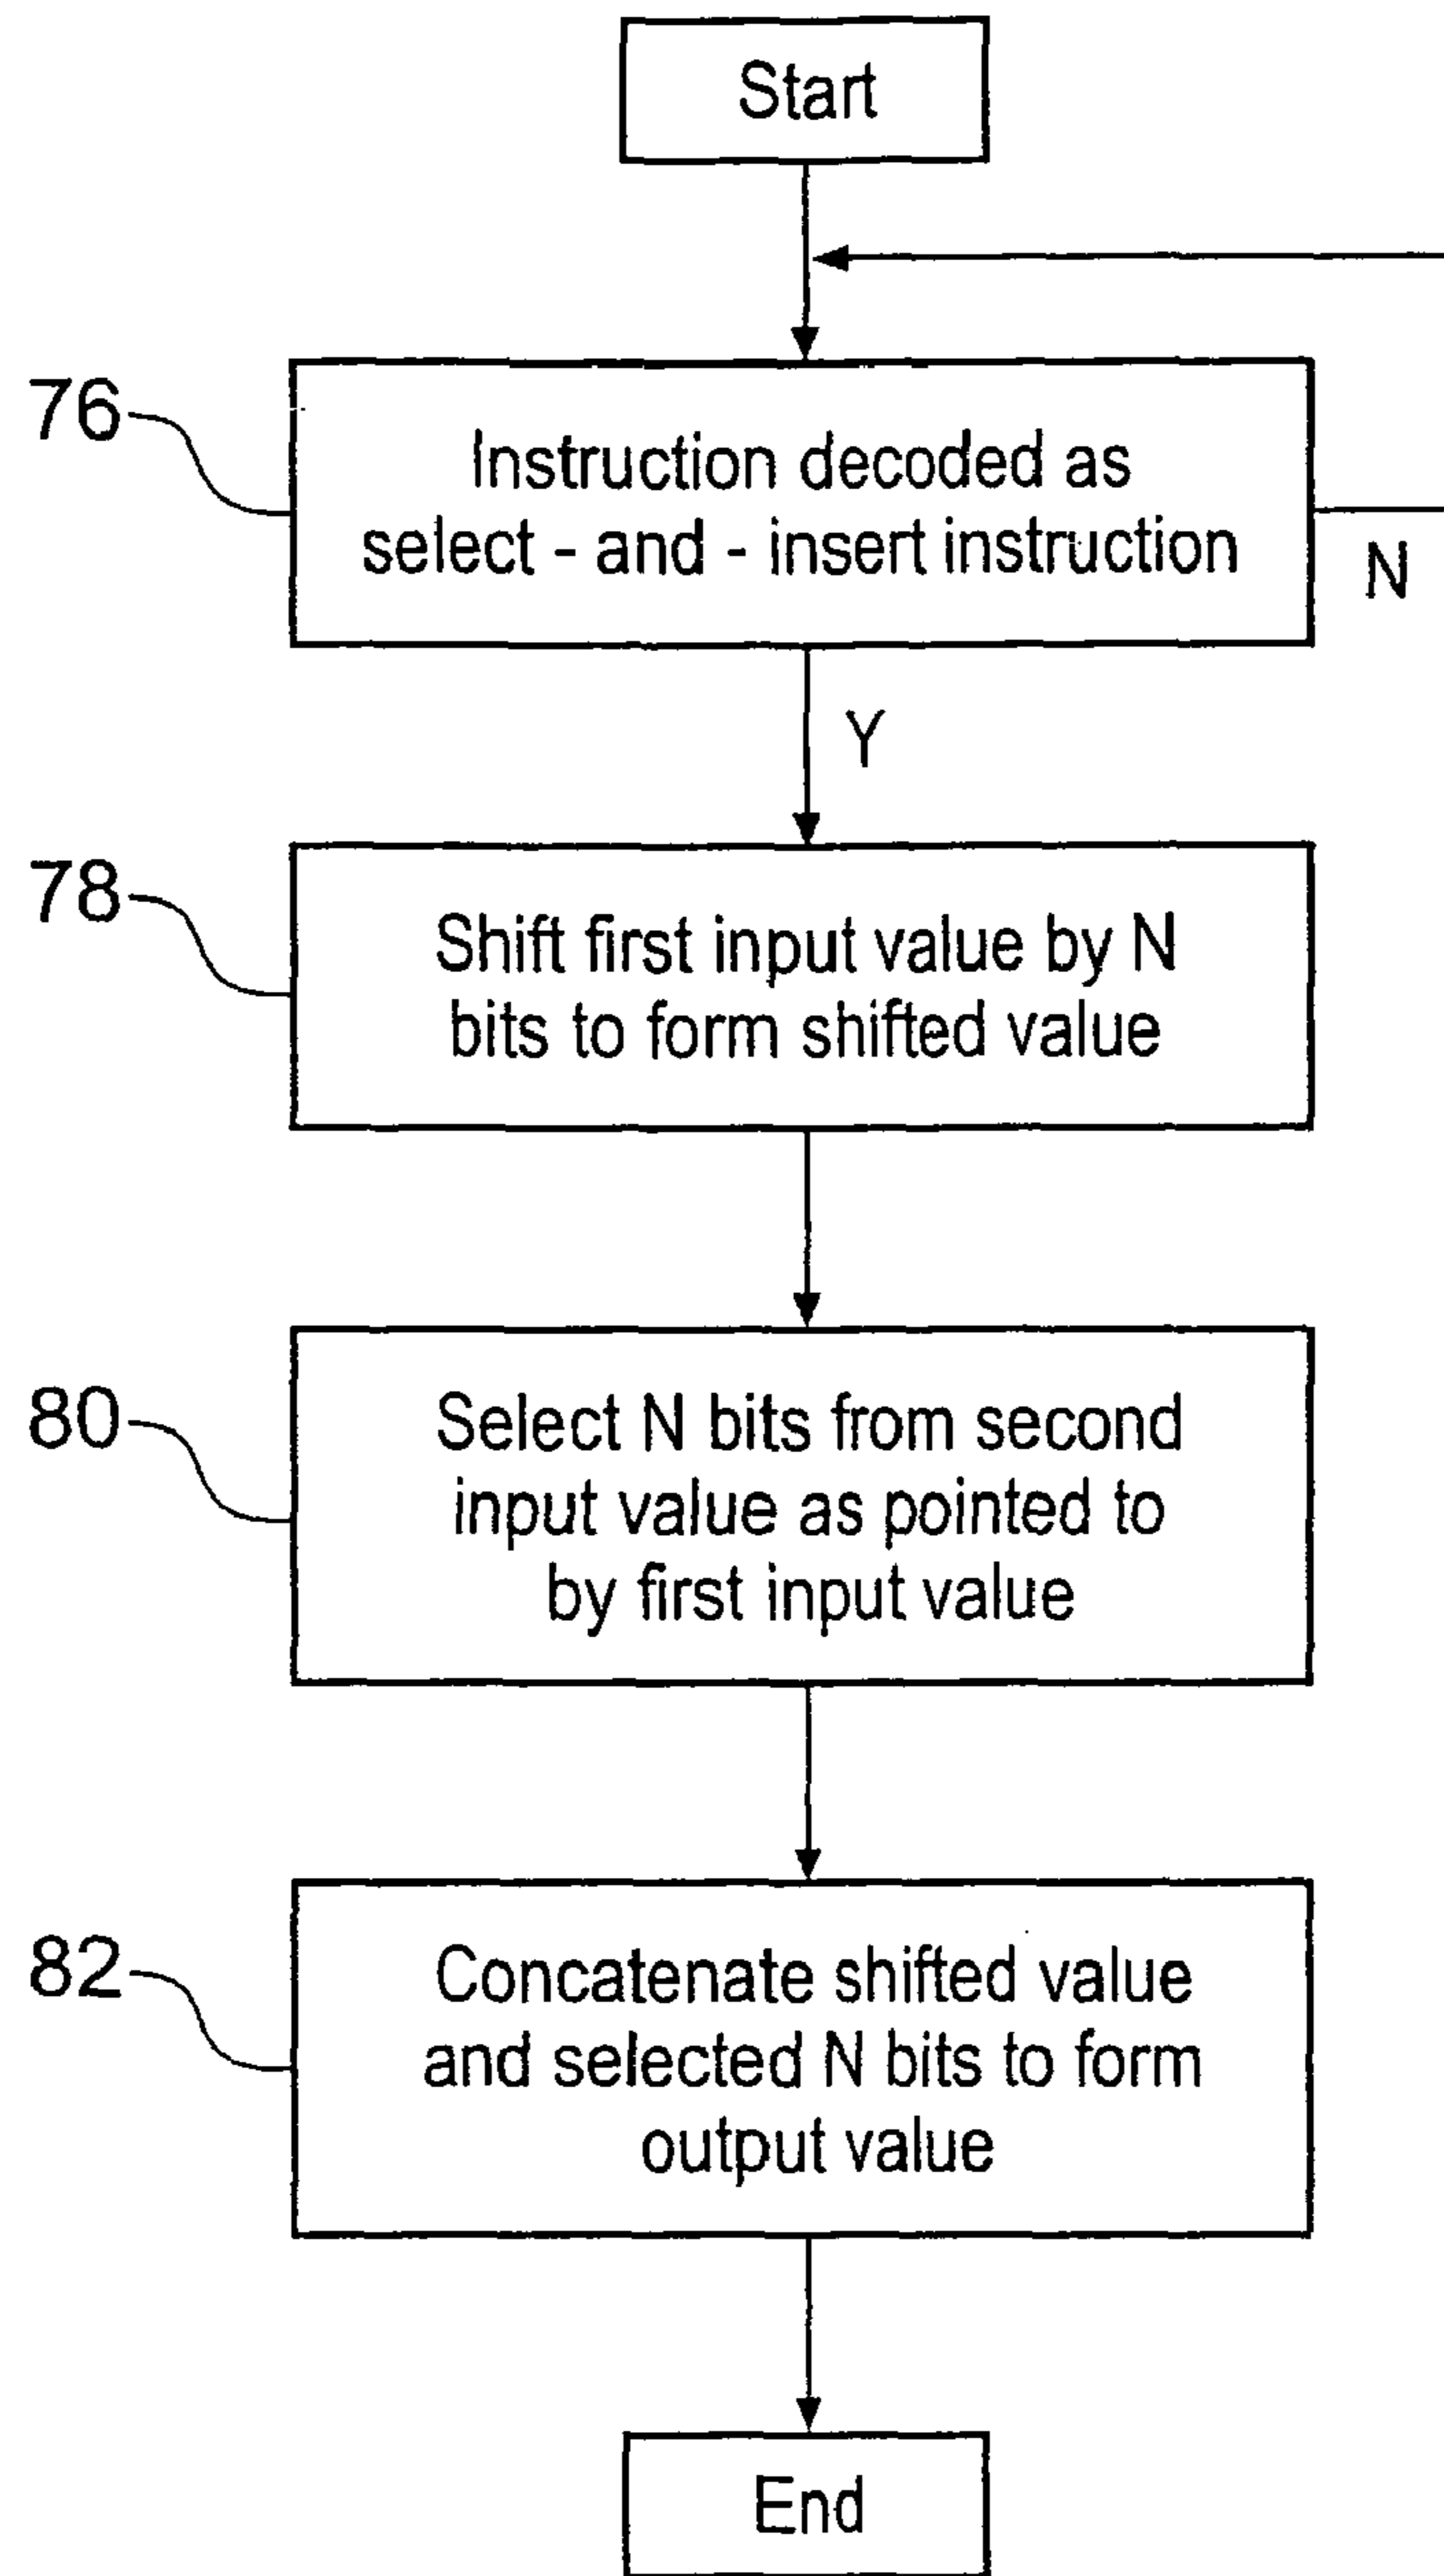 Start
76
Instruction decoded as
select - and - insert instruction
N
Y
78
Shift first input value by N
bits to form shifted value
80
Select N bits from second
input value as pointed to
by first input value
82
Concatenate shifted value
and selected N bits to form
output value
End